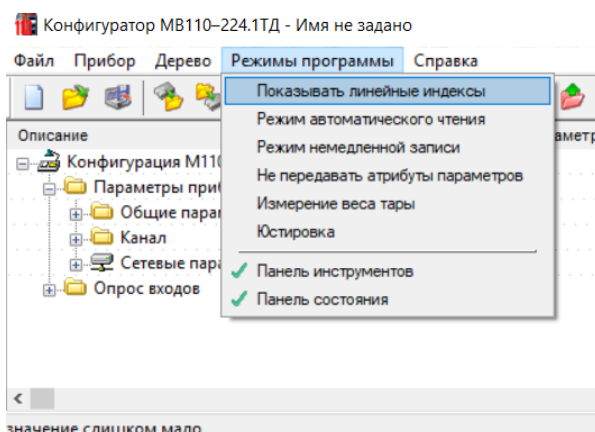 Конфигуратор МВ110–224.1ТД - Имя не задано
Файл Прибор Дерево Режимы программы Справка
Показывать линейные индексы
Режим автоматического чтения
Режим немедленной записи
Не передавать атрибуты параметров
Измерение веса тары
Юстировка
Панель инструментов
Панель состояния
Описание
Конфигурация М110
Параметры при
Общие пара
Канал
Сетевые пара
Опрос входов
значение слишком мало